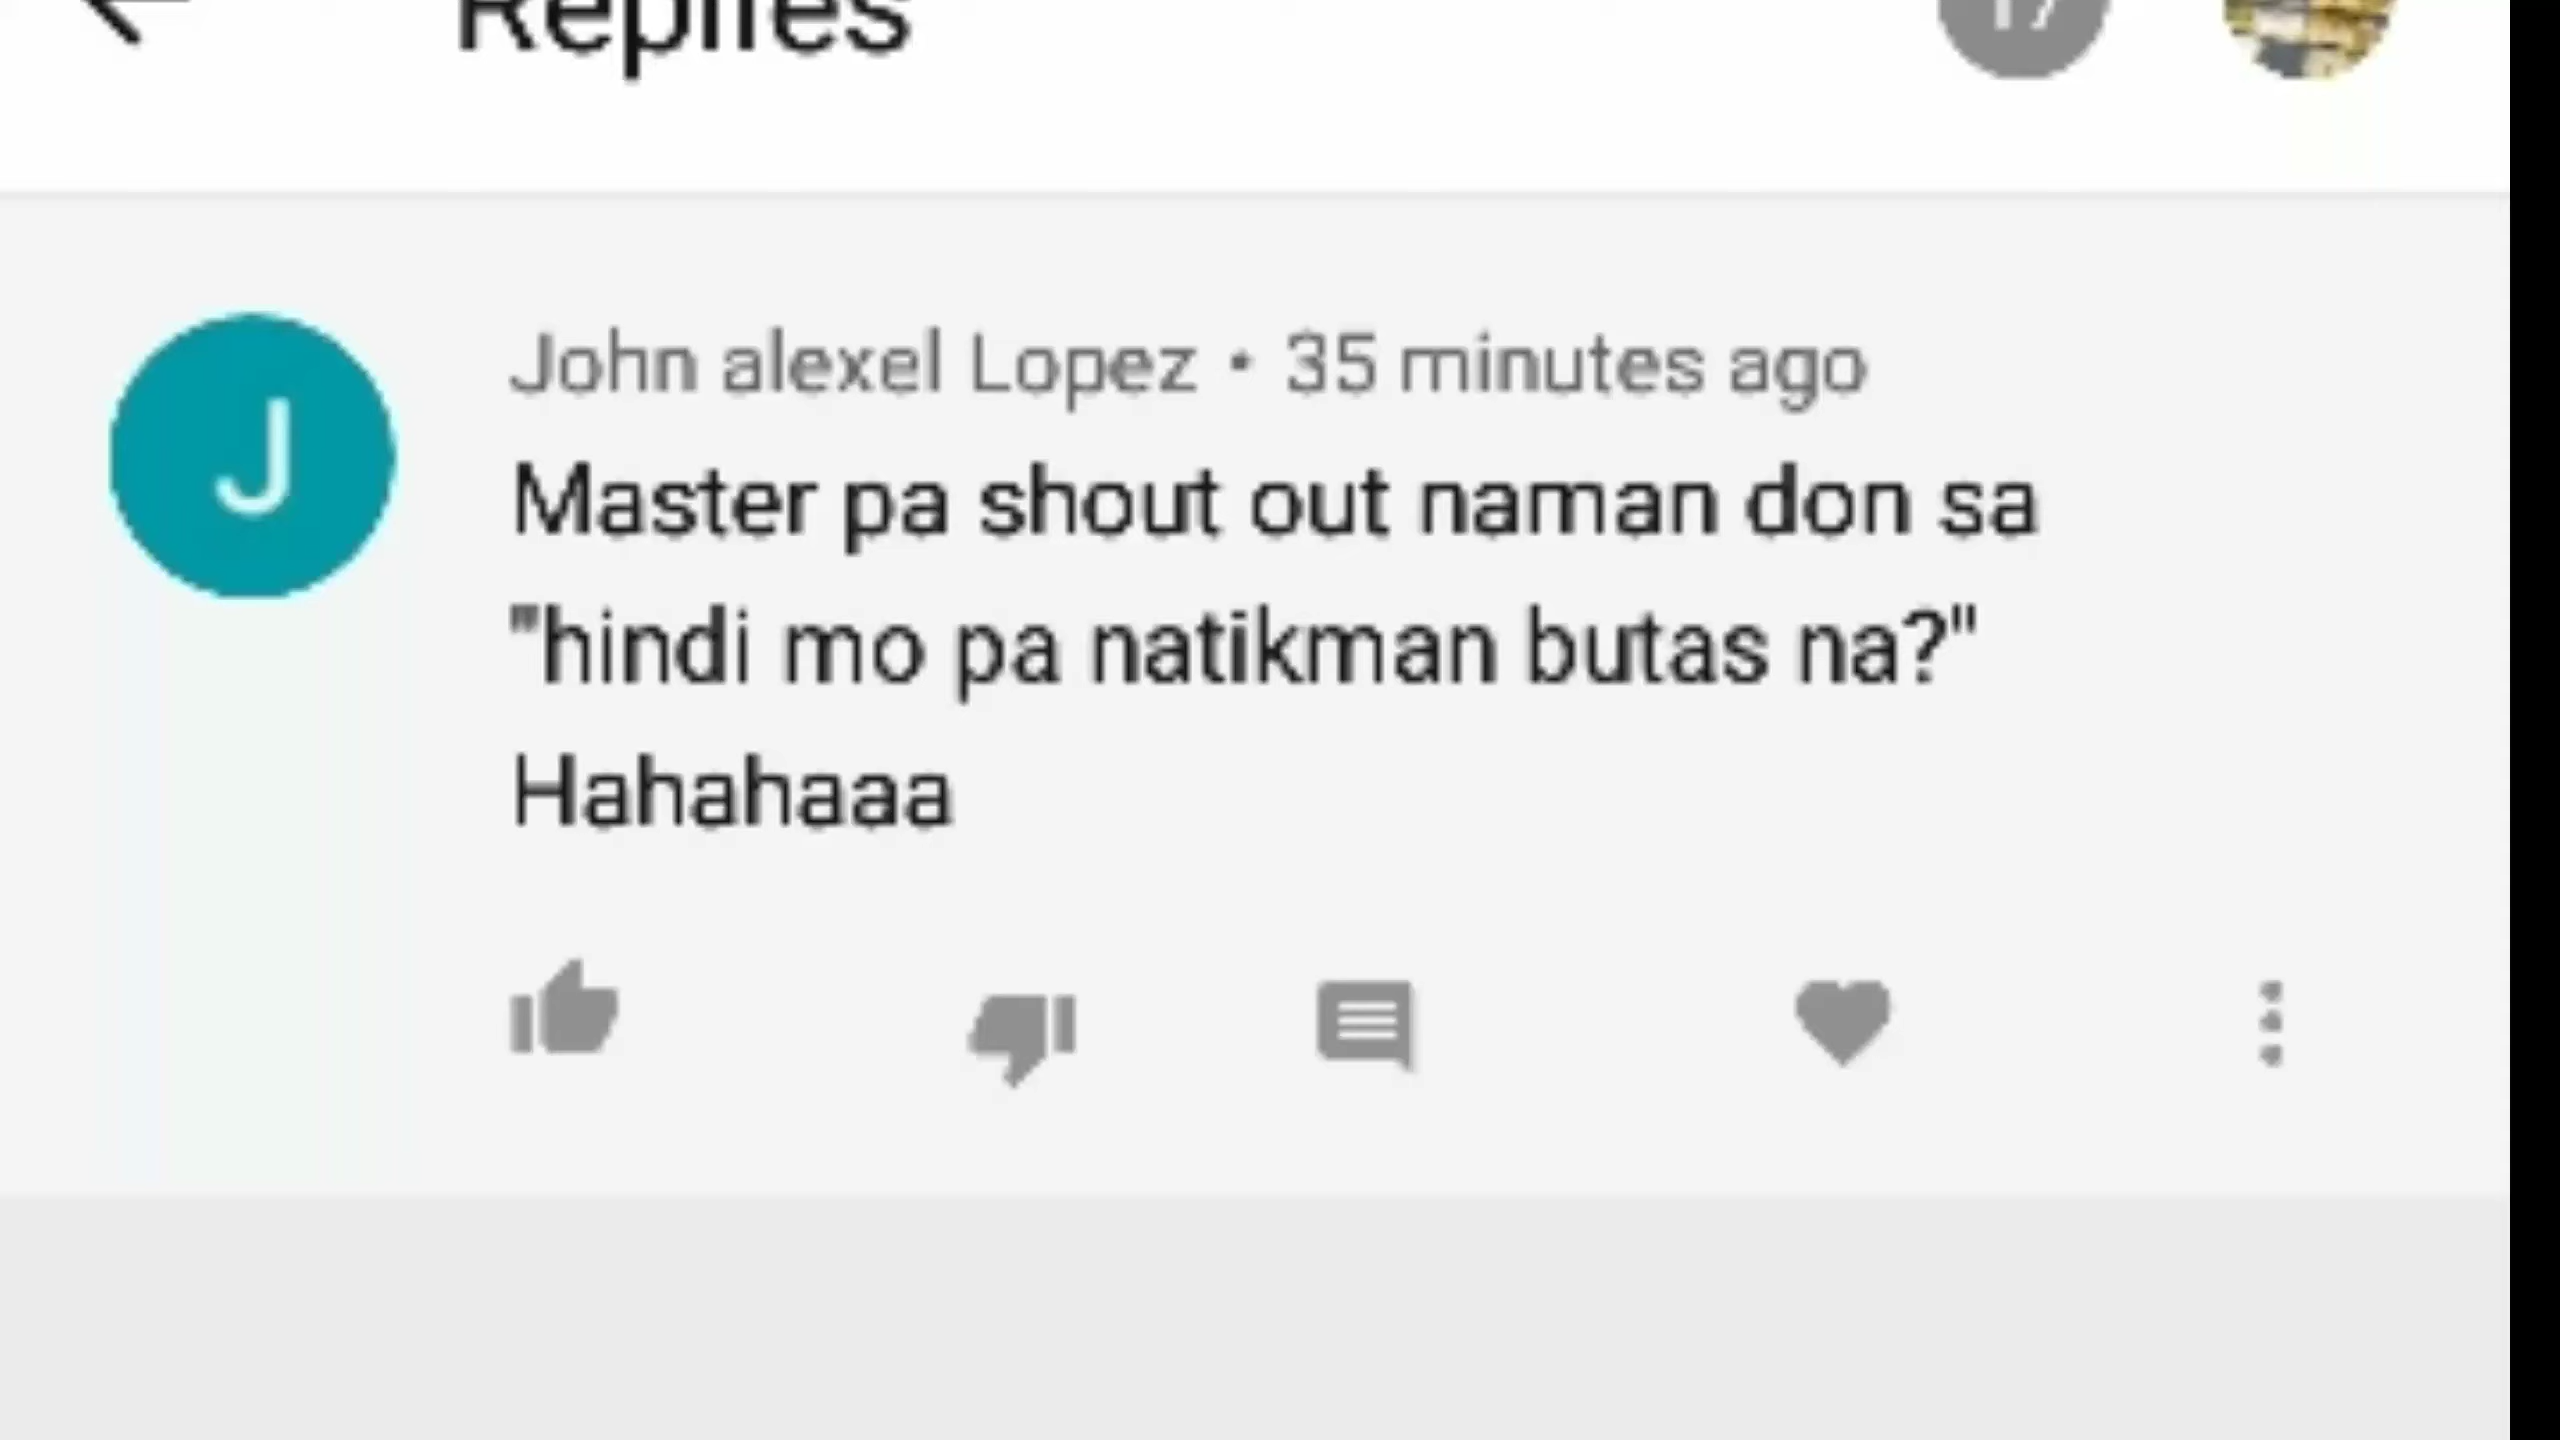 Replies
17
J
John alexel Lopez • 35 minutes ago
Master pa shout out naman don sa
"hindi mo pa natikman butas na?"
Hahahaaa